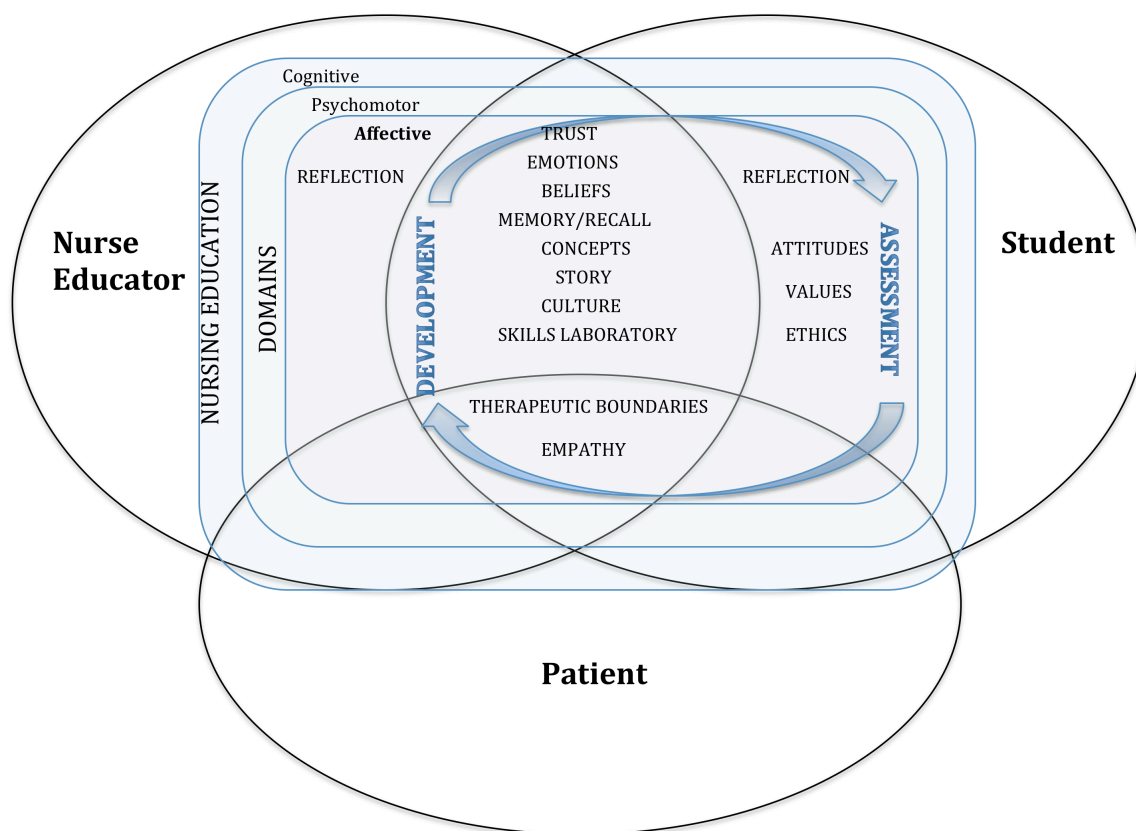 Cognitive
Psychomotor
Affective
TRUST
EMOTIONS
REFLECTION
REFLECTION
BELIEFS
MEMORY/RECALL
CONCEPTS
STORY
CULTURE
SKILLS LABORATORY
ATTITUDES
VALUES
ETHICS
Nurse
Educator
NURSING EDUCATION
DOMAINS
DEVELOPMENT
ASSESSMENT
Student
THERAPEUTIC BOUNDARIES
EMPATHY
Patient